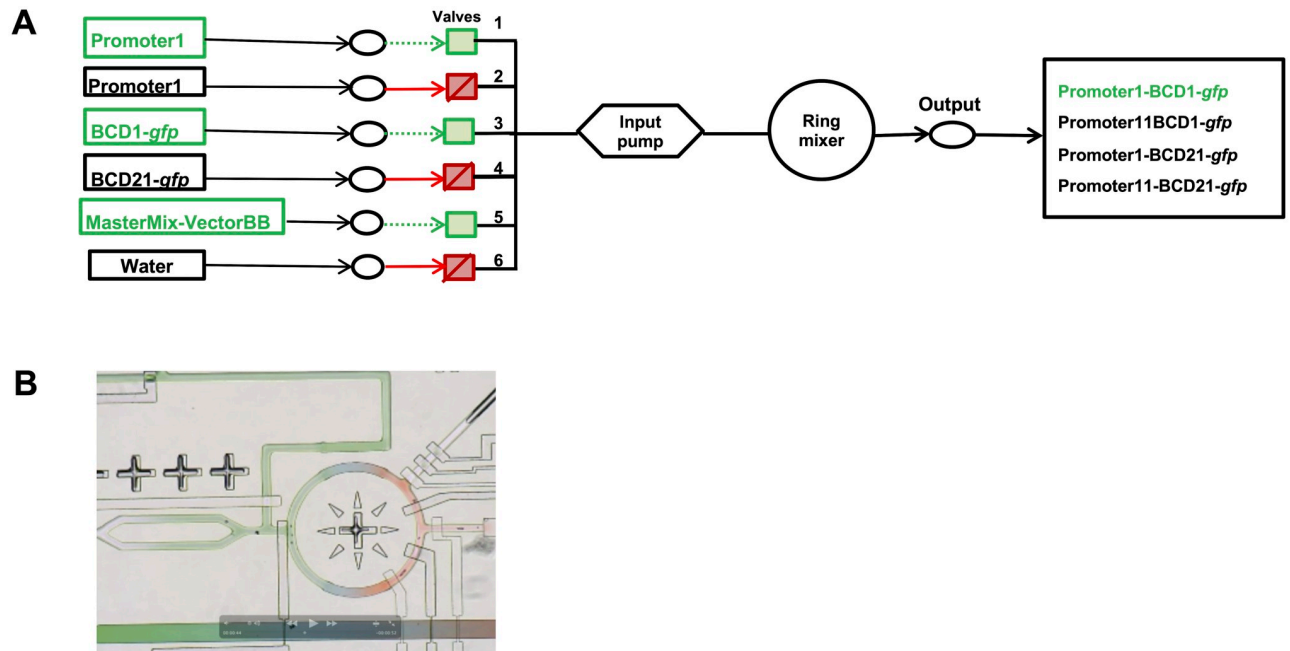 A
Valves
Promoter1
1
Promoter1
2
BCD1-gfp
3
BCD21-gfp
4
MasterMix-VectorBB
5
Water
6
Input
pump
Ring
mixer
Output
Promoter1-BCD1-gfp
Promoter11BCD1-gfp
Promoter1-BCD21-gfp
Promoter11-BCD21-gfp
B